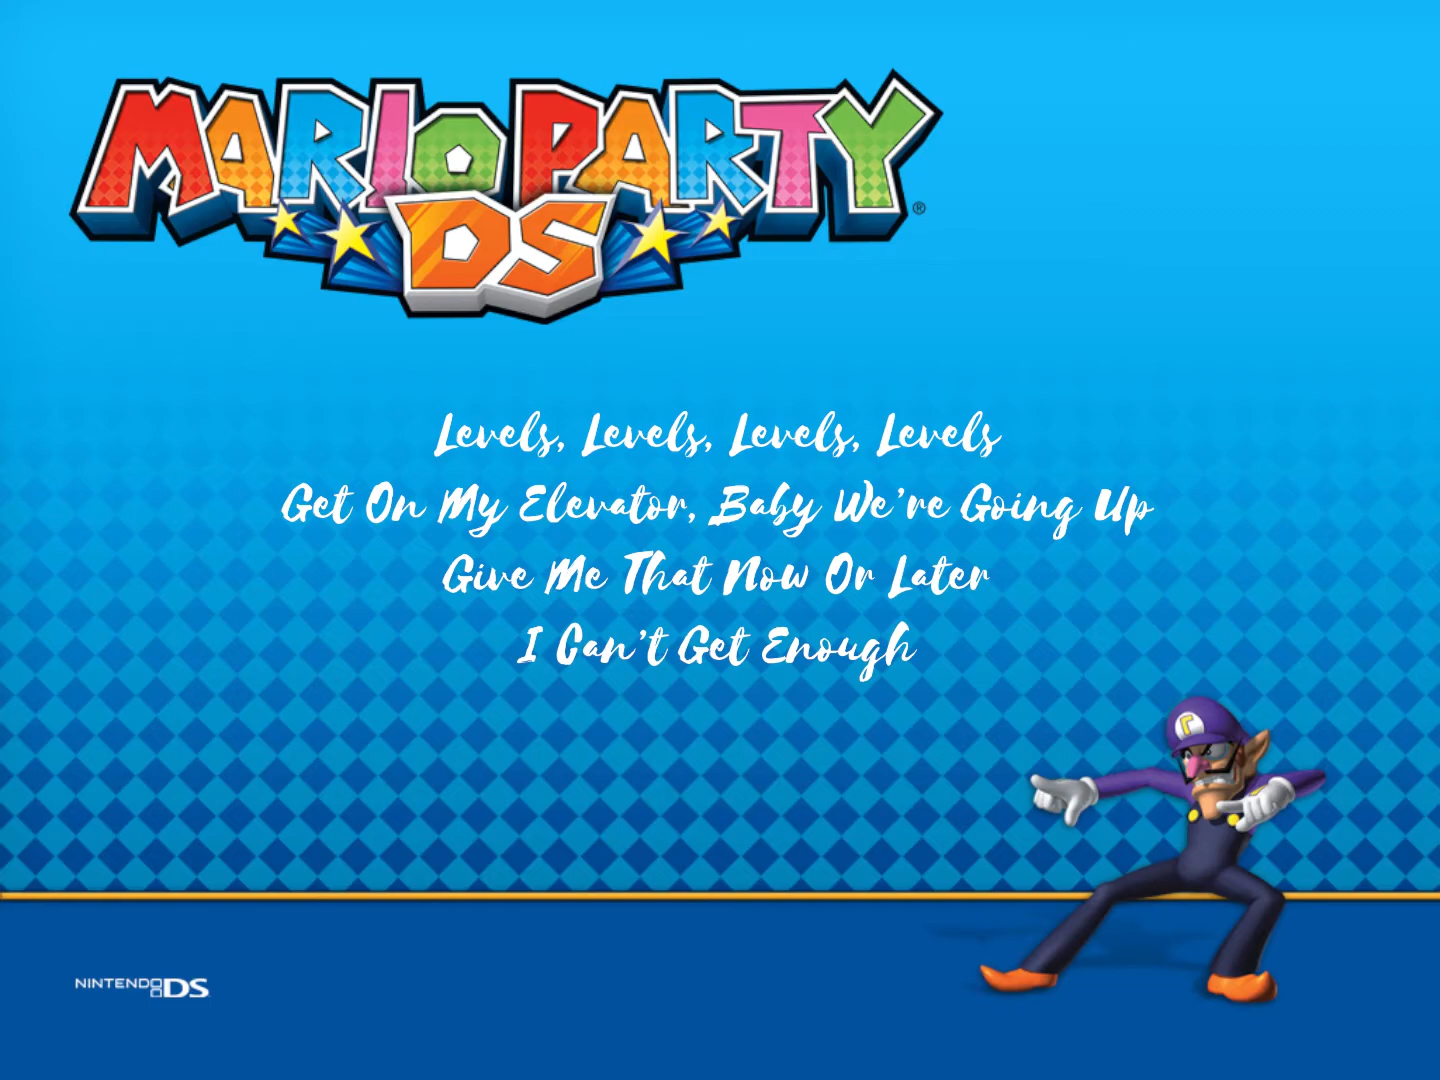 MARIO PARTY
DS
®
Levels, Levels, Levels, Levels
Get On My Elevator, Baby We're Going Up
Give Me That Now Or Later
I Can't Get Enough
NINTENDO DS